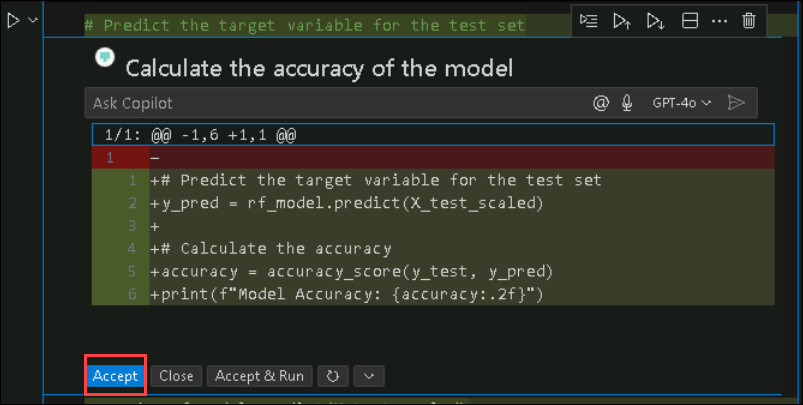 # Predict the target variable for the test set
Calculate the accuracy of the model
Ask Copilot
@ GPT-4o
1/1: @@ -1,6 +1,1 @@
1 -
1 +# Predict the target variable for the test set
2 +y_pred = rf_model.predict(X_test_scaled)
3 +
4 +# Calculate the accuracy
5 +accuracy = accuracy_score(y_test, y_pred)
6 +print(f"Model Accuracy: {accuracy:.2f}")
Accept Close Accept & Run